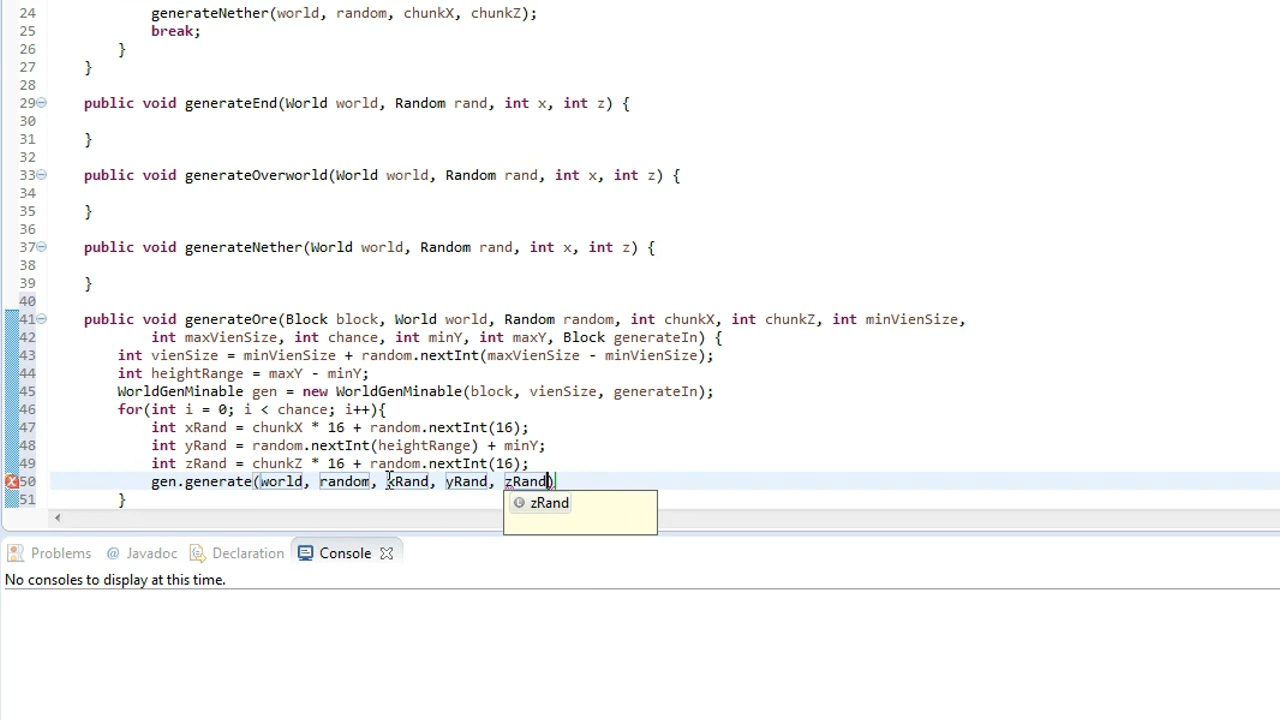 24 generateNether(world, random, chunkX, chunkZ);
25 break;
26 }
27 }
28
29 public void generateEnd(World world, Random rand, int x, int z) {
30
31 }
32
33 public void generateOverworld(World world, Random rand, int x, int z) {
34
35 }
36
37 public void generateNether(World world, Random rand, int x, int z) {
38
39 }
40
41 public void generateOre(Block block, World world, Random random, int chunkX, int chunkZ, int minVienSize,
42 int maxVienSize, int chance, int minY, int maxY, Block generateIn) {
43 int vienSize = minVienSize + random.nextInt(maxVienSize - minVienSize);
44 int heightRange = maxY - minY;
45 WorldGenMinable gen = new WorldGenMinable(block, vienSize, generateIn);
46 for(int i = 0; i < chance; i++){
47 int xRand = chunkX * 16 + random.nextInt(16);
48 int yRand = random.nextInt(heightRange) + minY;
49 int zRand = chunkZ * 16 + random.nextInt(16);
50 gen.generate(world, random, xRand, yRand, zRand)
51 }
zRand
Problems @ Javadoc Declaration Console
No consoles to display at this time.